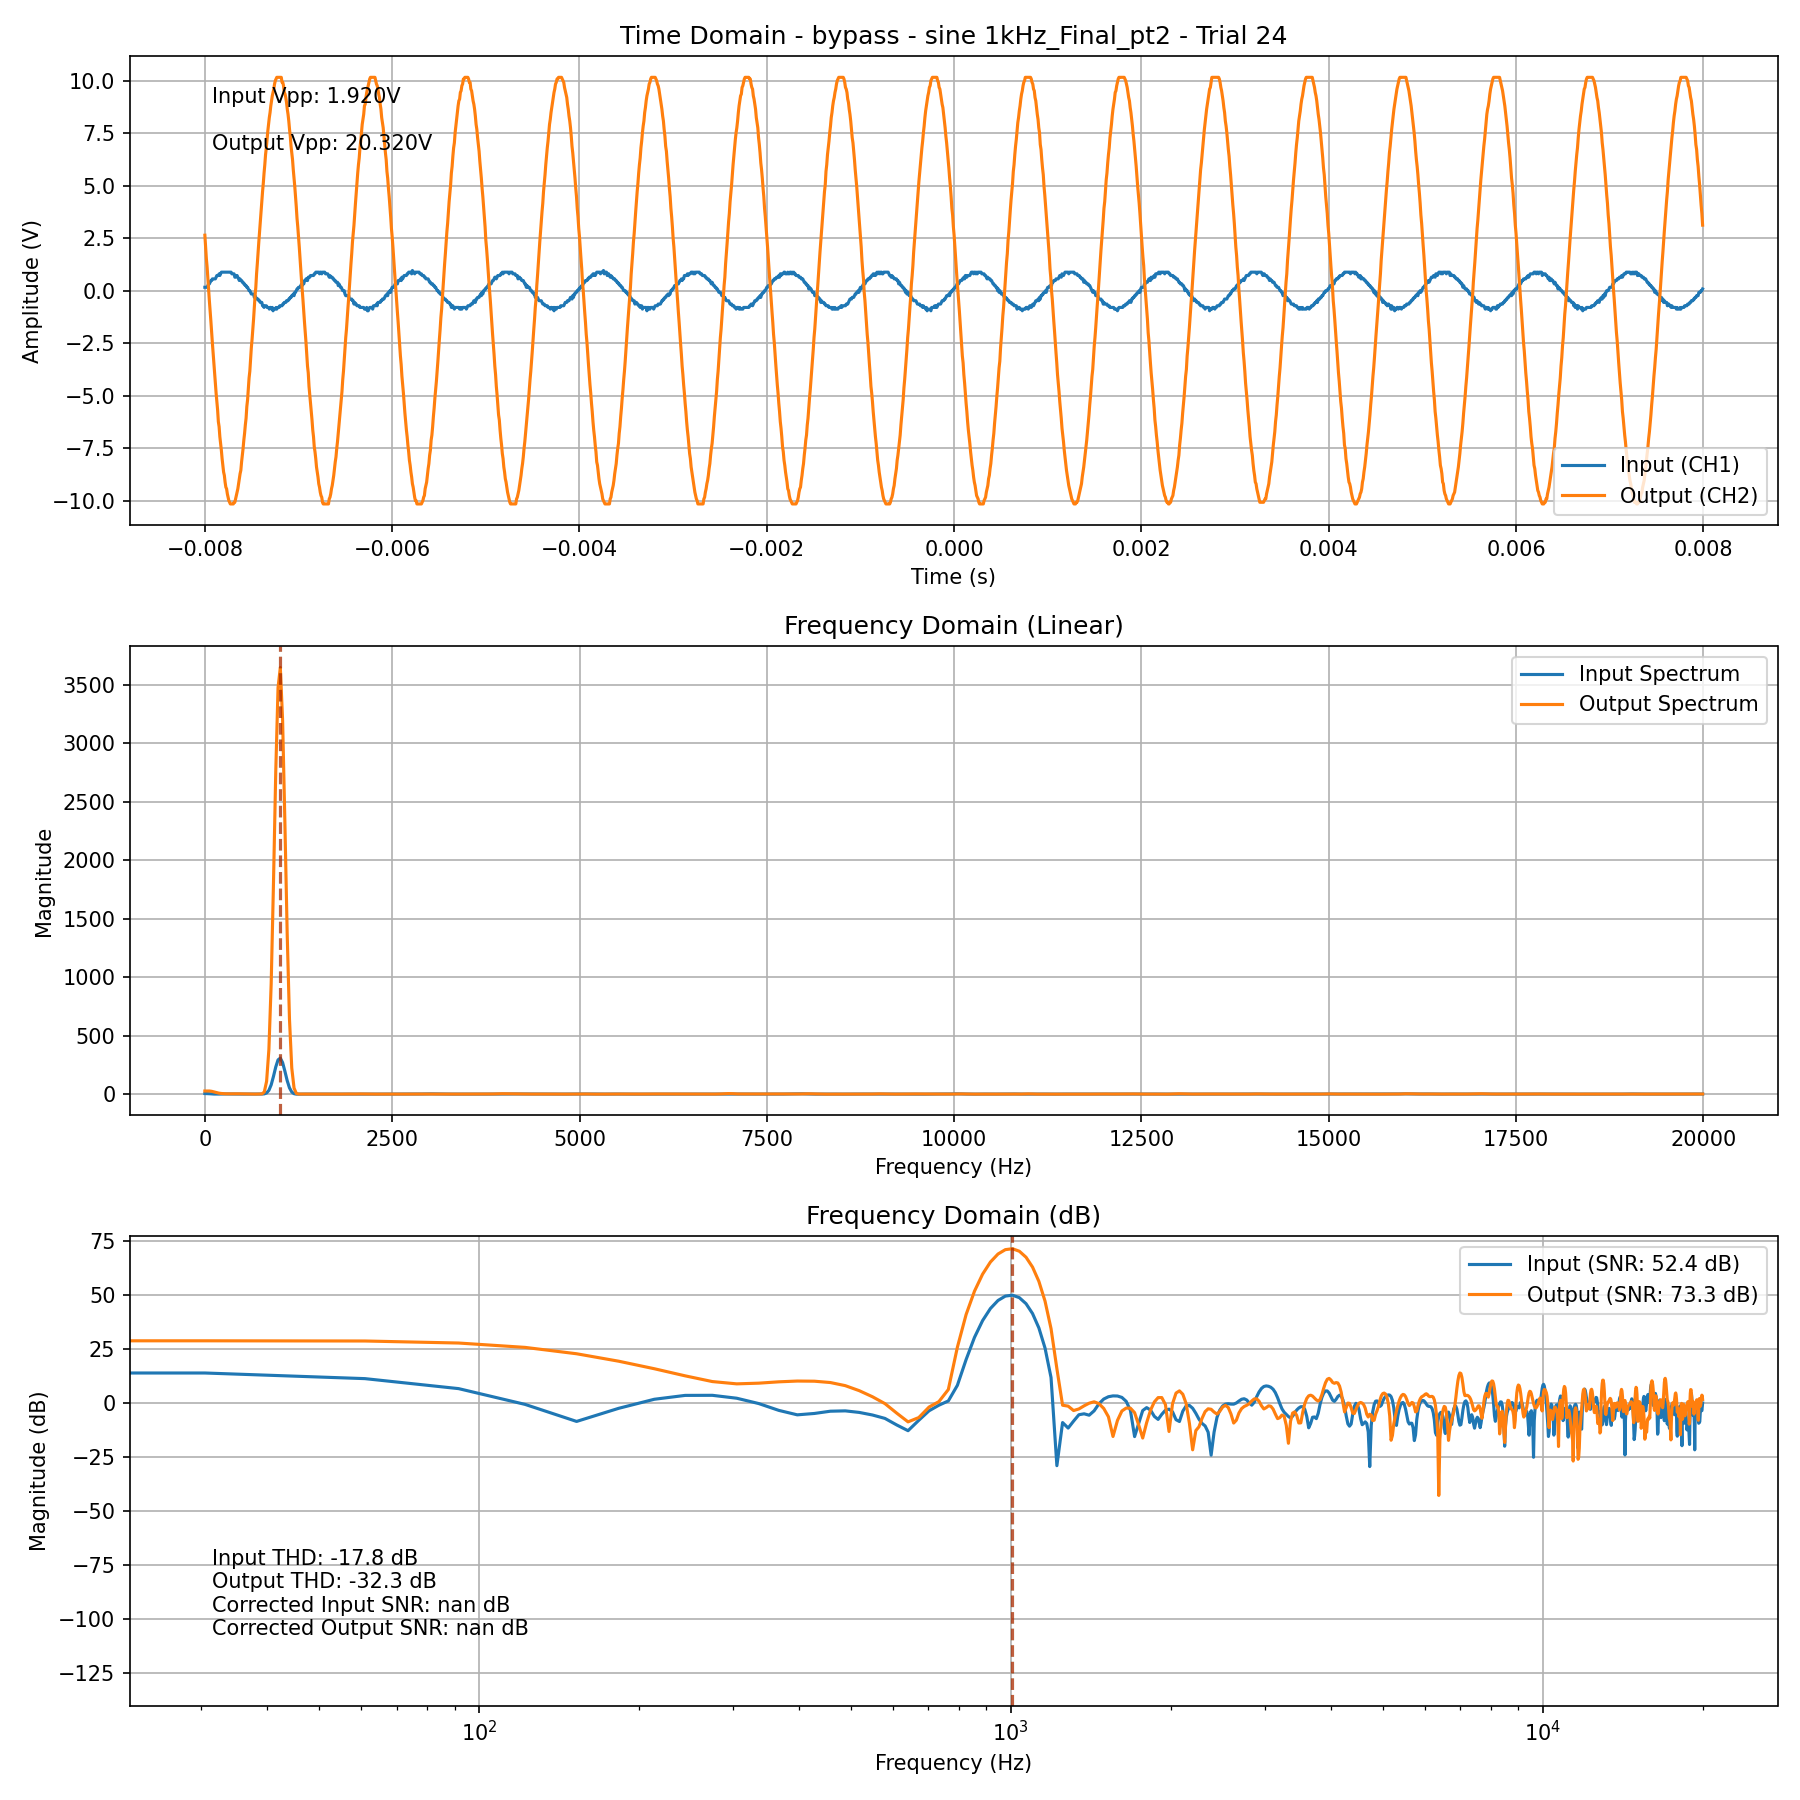 Time Domain - bypass - sine 1kHz_Final_pt2 - Trial 24
Amplitude (V)
10.0
7.5
5.0
2.5
0.0
−2.5
−5.0
−7.5
−10.0
Input Vpp: 1.920V
Output Vpp: 20.320V
Input (CH1)
Output (CH2)
−0.008
−0.006
−0.004
−0.002
0.000
0.002
0.004
0.006
0.008
Time (s)
Frequency Domain (Linear)
Magnitude
3500
3000
2500
2000
1500
1000
500
0
Input Spectrum
Output Spectrum
0
2500
5000
7500
10000
12500
15000
17500
20000
Frequency (Hz)
Frequency Domain (dB)
Magnitude (dB)
75
50
25
0
−25
−50
−75
−100
−125
Input (SNR: 52.4 dB)
Output (SNR: 73.3 dB)
Input THD: -17.8 dB
Output THD: -32.3 dB
Corrected Input SNR: nan dB
Corrected Output SNR: nan dB
10²
10³
10⁴
Frequency (Hz)